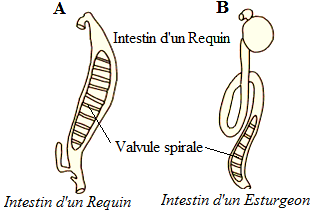 A
B
Intestin d'un Requin
Valvule spirale
Intestin d'un Requin
Intestin d'un Esturgeon